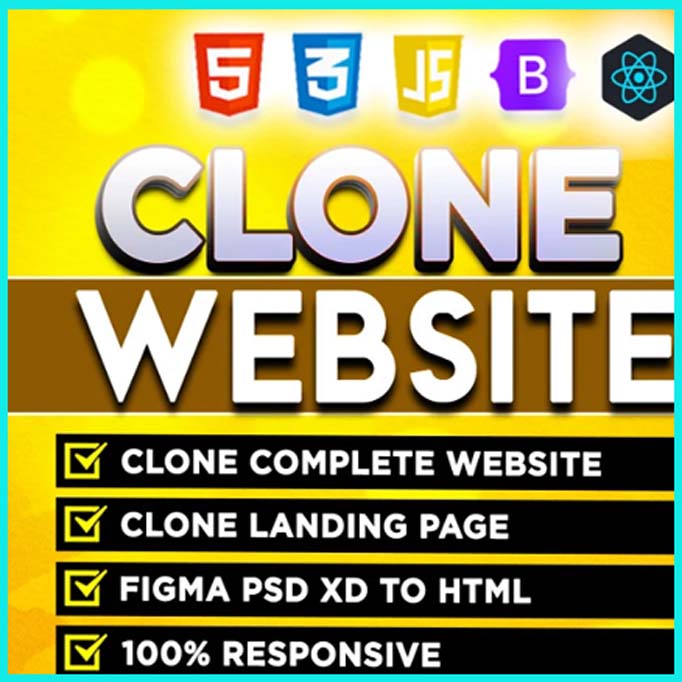 5 3 JS B
CLONE
WEBSITE
CLONE COMPLETE WEBSITE
CLONE LANDING PAGE
FIGMA PSD XD TO HTML
100% RESPONSIVE